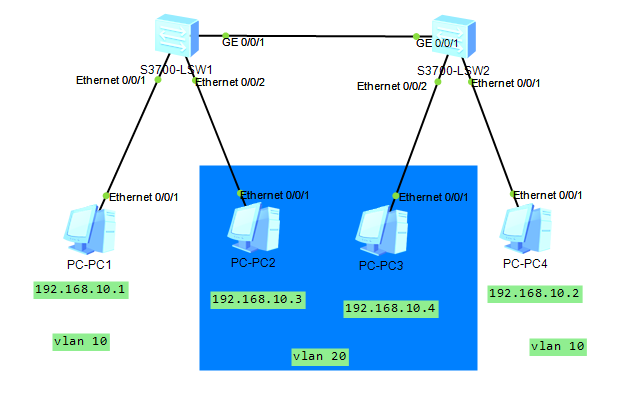 GE 0/0/1
GE 0/0/1
S3700-LSW1
S3700-LSW2
Ethernet 0/0/1
Ethernet 0/0/2
Ethernet 0/0/2
Ethernet 0/0/1
Ethernet 0/0/1
Ethernet 0/0/1
Ethernet 0/0/1
Ethernet 0/0/1
PC-PC1
PC-PC2
PC-PC3
PC-PC4
192.168.10.1
192.168.10.3
192.168.10.4
192.168.10.2
vlan 10
vlan 20
vlan 10